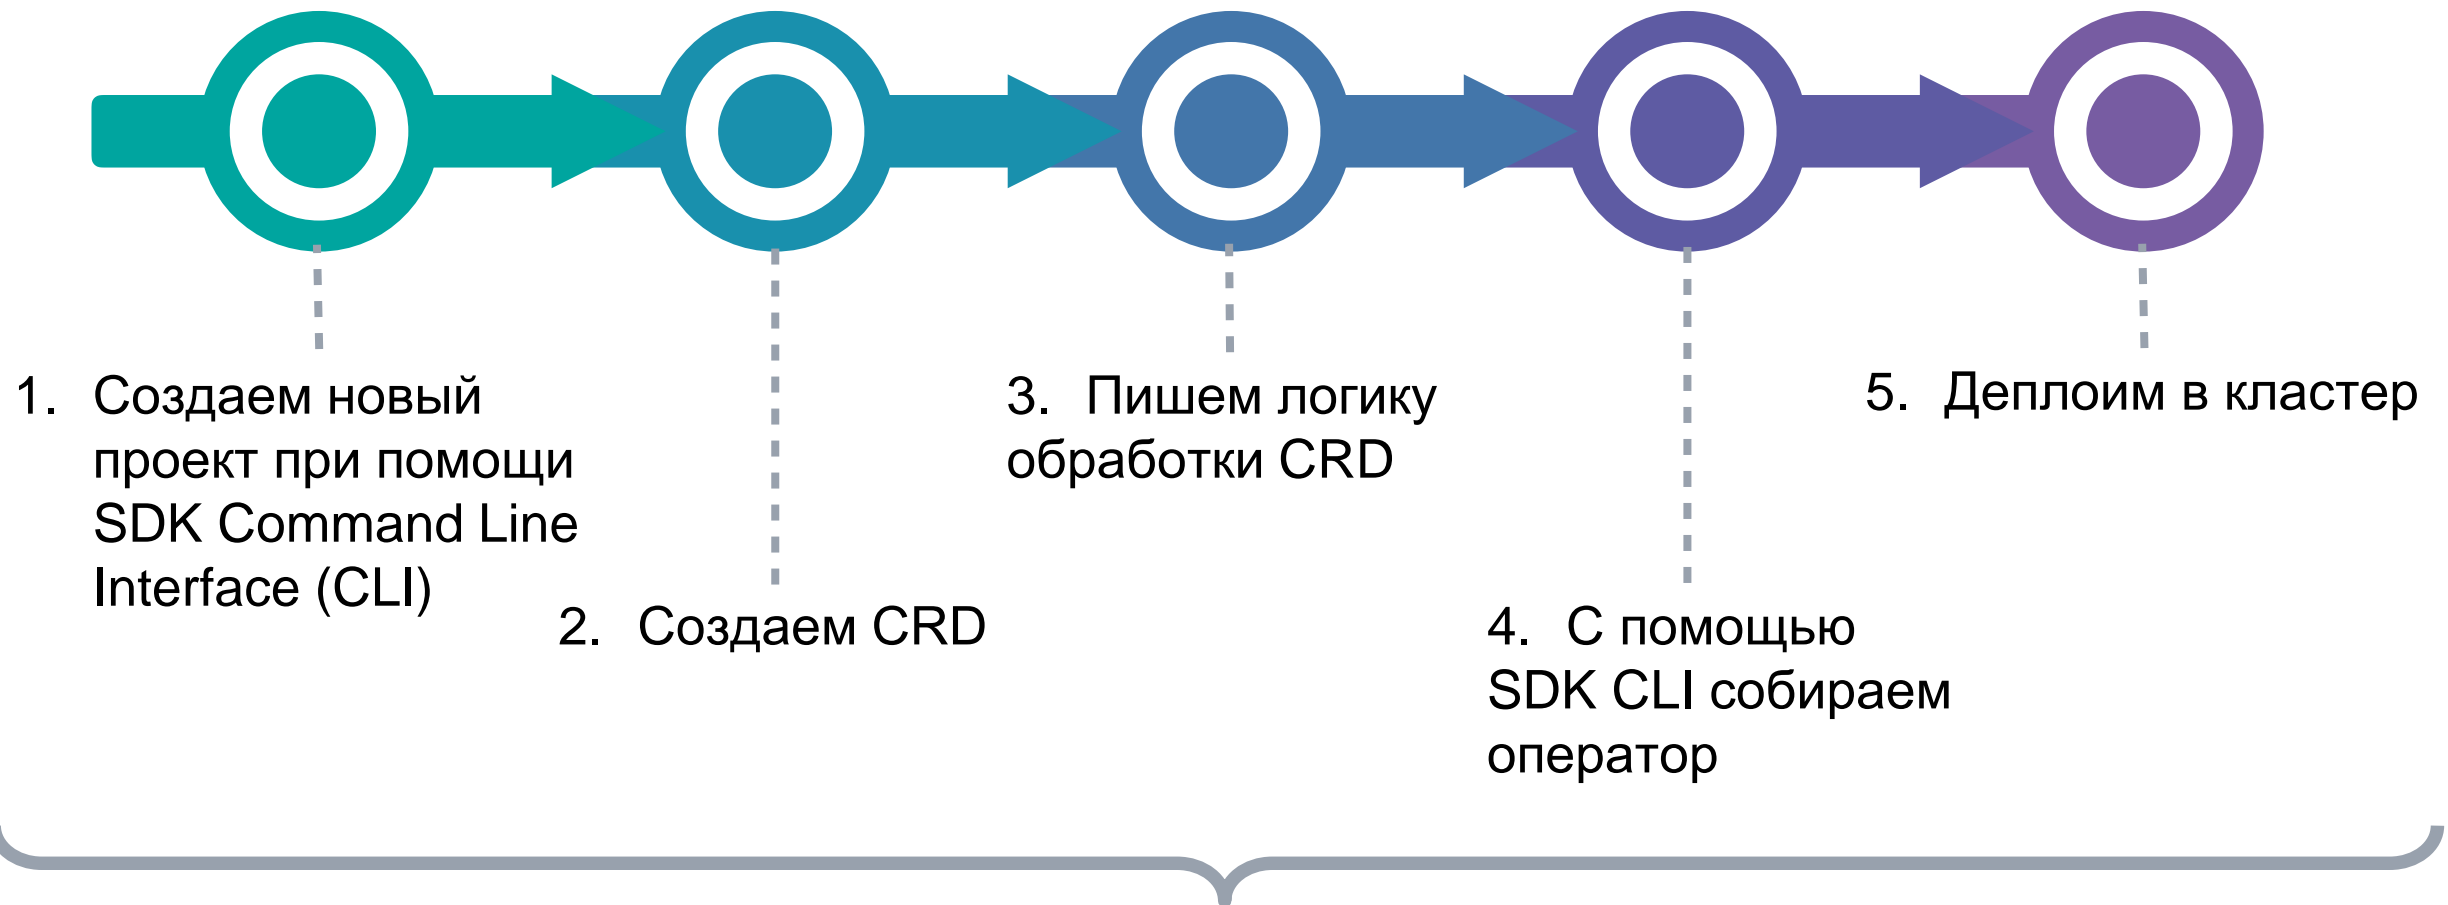 1. Создаем новый
проект при помощи
SDK Command Line
Interface (CLI)
2. Создаем CRD
3. Пишем логику
обработки CRD
4. С помощью
SDK CLI собираем
оператор
5. Деплоим в кластер